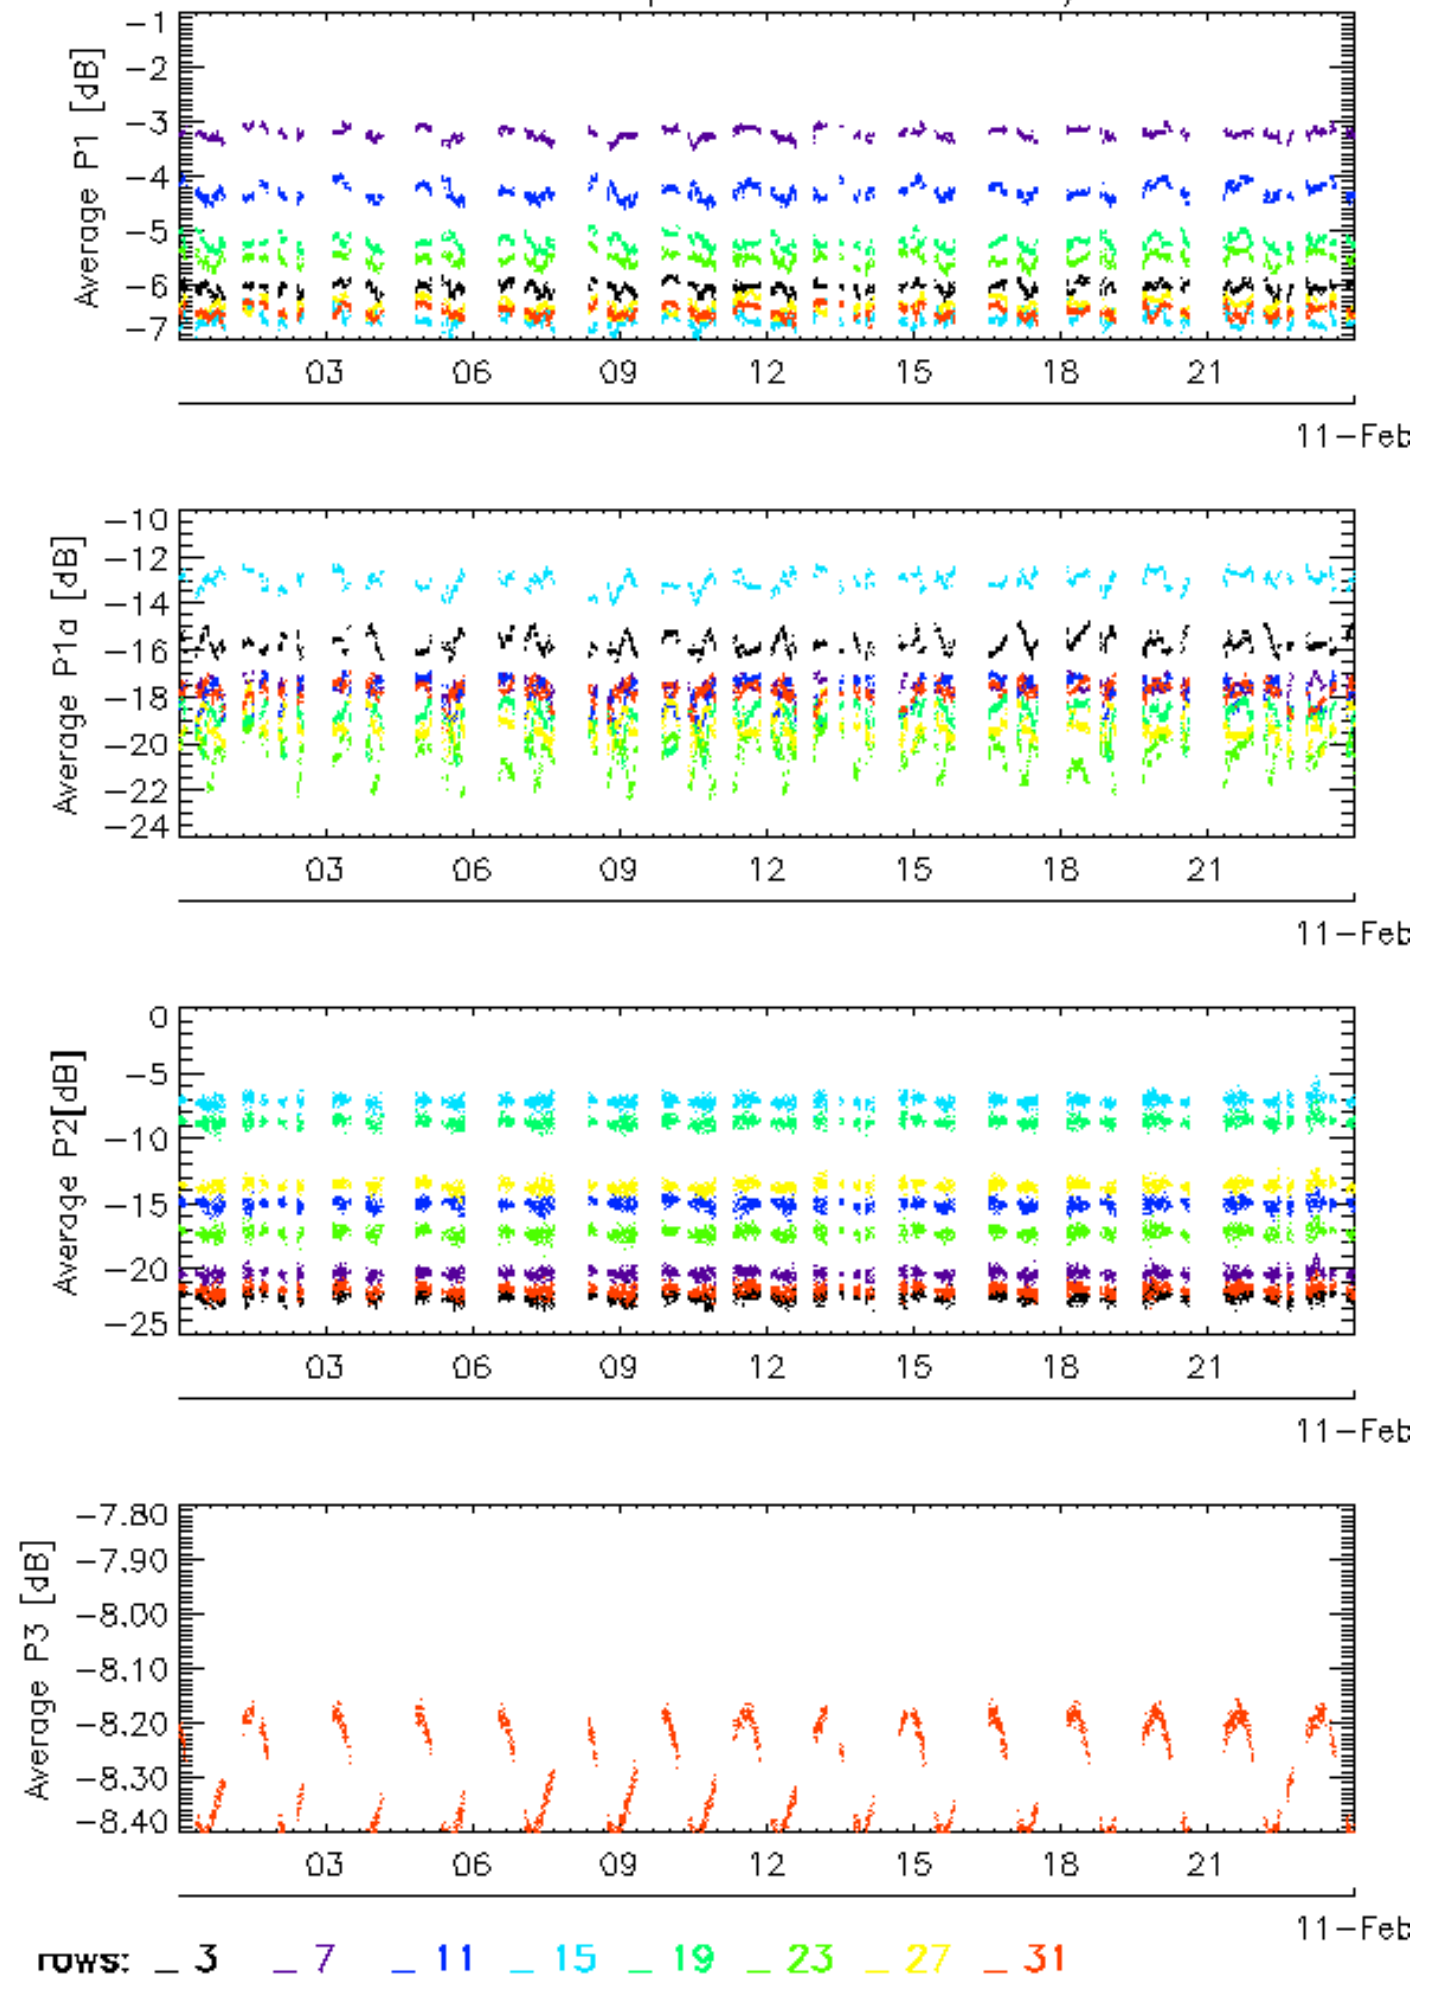 Average P1 [dB]
−1
−2
−3
−4
−5
−6
−7
03 06 09 12 15 18 21
11−Feb
Average P1a [dB]
−10
−12
−14
−16
−18
−20
−22
−24
03 06 09 12 15 18 21
11−Feb
Average P2[dB]
0
−5
−10
−15
−20
−25
03 06 09 12 15 18 21
11−Feb
Average P3 [dB]
−7.80
−7.90
−8.00
−8.10
−8.20
−8.30
−8.40
03 06 09 12 15 18 21
11−Feb
rows: _ 3 _ 7 _ 11 _ 15 _ 19 _ 23 _ 27 _ 31